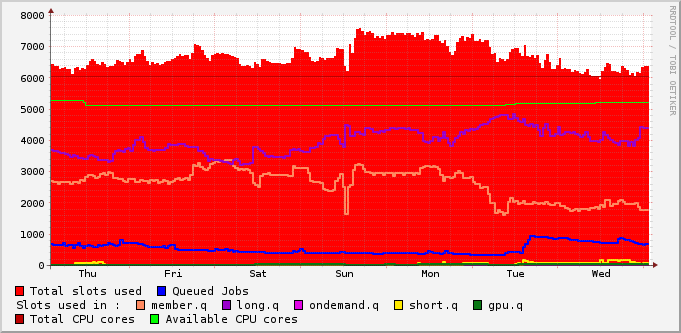 8000
7000
6000
5000
4000
3000
2000
1000
0
Thu Fri Sat Sun Mon Tue Wed
Total slots used Queued Jobs
Slots used in : member.q long.q ondemand.q short.q gpu.q
Total CPU cores Available CPU cores
RRDTOOL / TOBI OETIKER